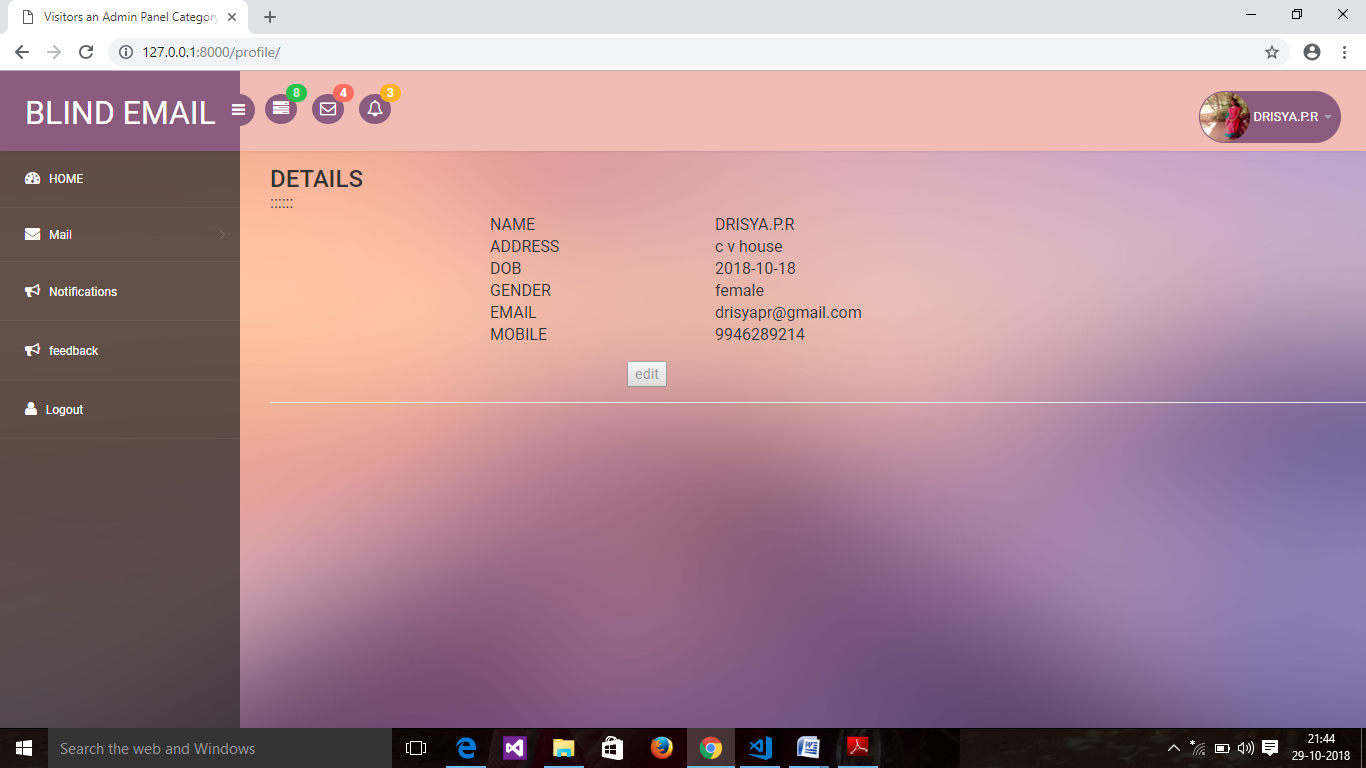 Visitors an Admin Panel Category
127.0.0.1:8000/profile/
BLIND EMAIL
8
4
3
DRISYA.P.R
HOME
Mail
Notifications
feedback
Logout
DETAILS
::::::
NAME DRISYA.P.R
ADDRESS c v house
DOB 2018-10-18
GENDER female
EMAIL drisyapr@gmail.com
MOBILE 9946289214
edit
Search the web and Windows
21:44
29-10-2018